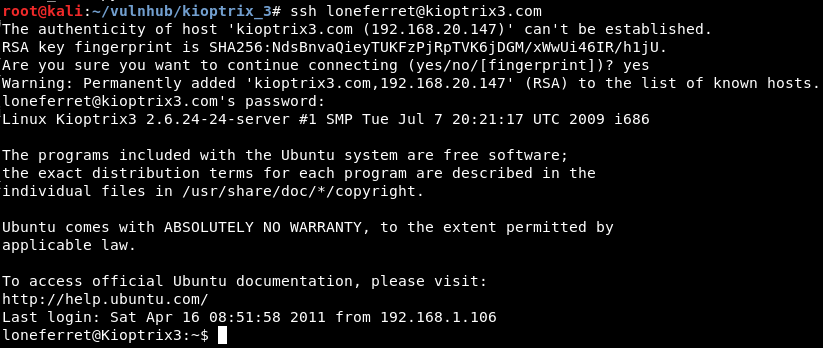 root@kali:~/vulnhub/kioptrix_3# ssh loneferret@kioptrix3.com
The authenticity of host 'kioptrix3.com (192.168.20.147)' can't be established.
RSA key fingerprint is SHA256:NdsBnvaQieyTUKFzPjRpTVK6jDGM/xWwUi46IR/h1jU.
Are you sure you want to continue connecting (yes/no/[fingerprint])? yes
Warning: Permanently added 'kioptrix3.com,192.168.20.147' (RSA) to the list of known hosts.
loneferret@kioptrix3.com's password:
Linux Kioptrix3 2.6.24-24-server #1 SMP Tue Jul 7 20:21:17 UTC 2009 i686
The programs included with the Ubuntu system are free software;
the exact distribution terms for each program are described in the
individual files in /usr/share/doc/*/copyright.
Ubuntu comes with ABSOLUTELY NO WARRANTY, to the extent permitted by
applicable law.
To access official Ubuntu documentation, please visit:
http://help.ubuntu.com/
Last login: Sat Apr 16 08:51:58 2011 from 192.168.1.106
loneferret@Kioptrix3:~$